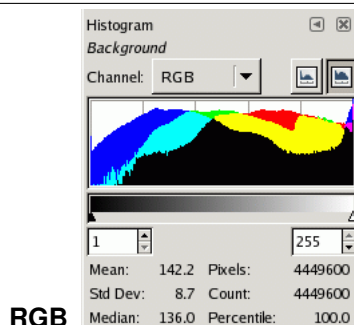 Histogram
Background
Channel: RGB
1 255
Mean: 142.2 Pixels: 4449600
Std Dev: 8.7 Count: 4449600
Median: 136.0 Percentile: 100.0
RGB